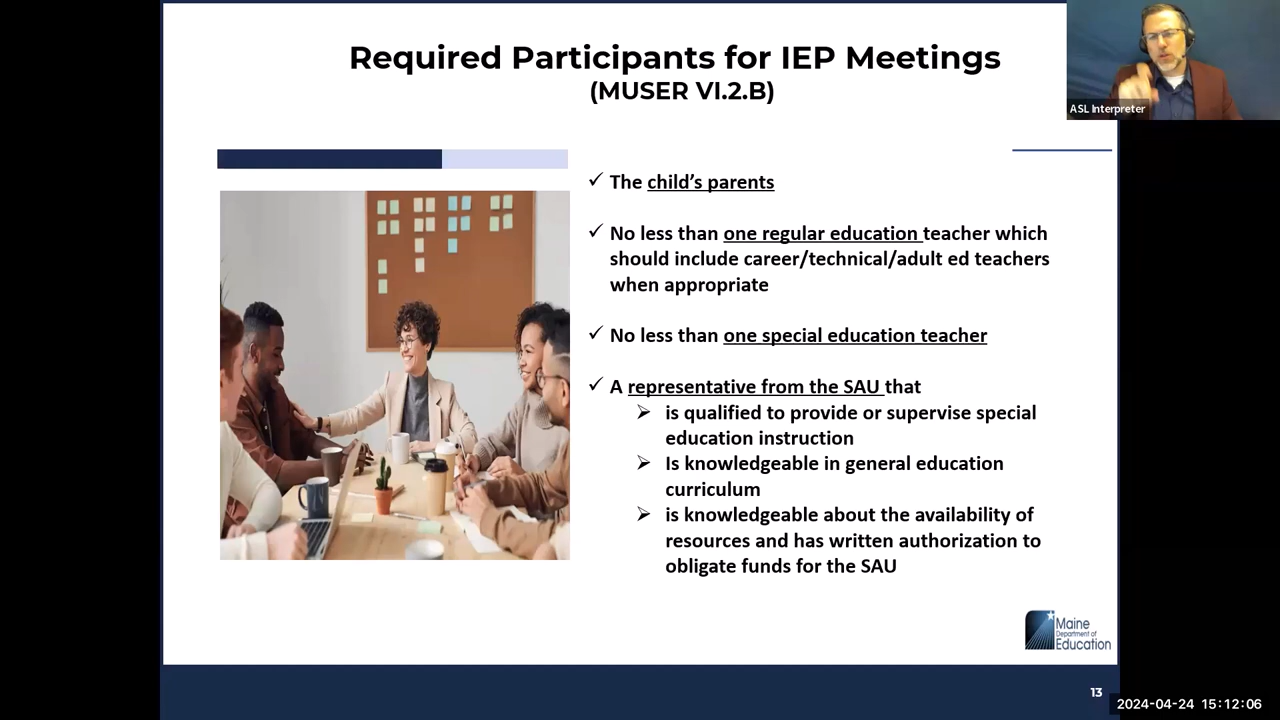 Required Participants for IEP Meetings
(MUSER VI.2.B)
ASL Interpreter
✓ The child’s parents
✓ No less than one regular education teacher which
should include career/technical/adult ed teachers
when appropriate
✓ No less than one special education teacher
✓ A representative from the SAU that
➢ is qualified to provide or supervise special
education instruction
➢ Is knowledgeable in general education
curriculum
➢ is knowledgeable about the availability of
resources and has written authorization to
obligate funds for the SAU
Maine
Department of
Education
13
2024-04-24 15:12:06